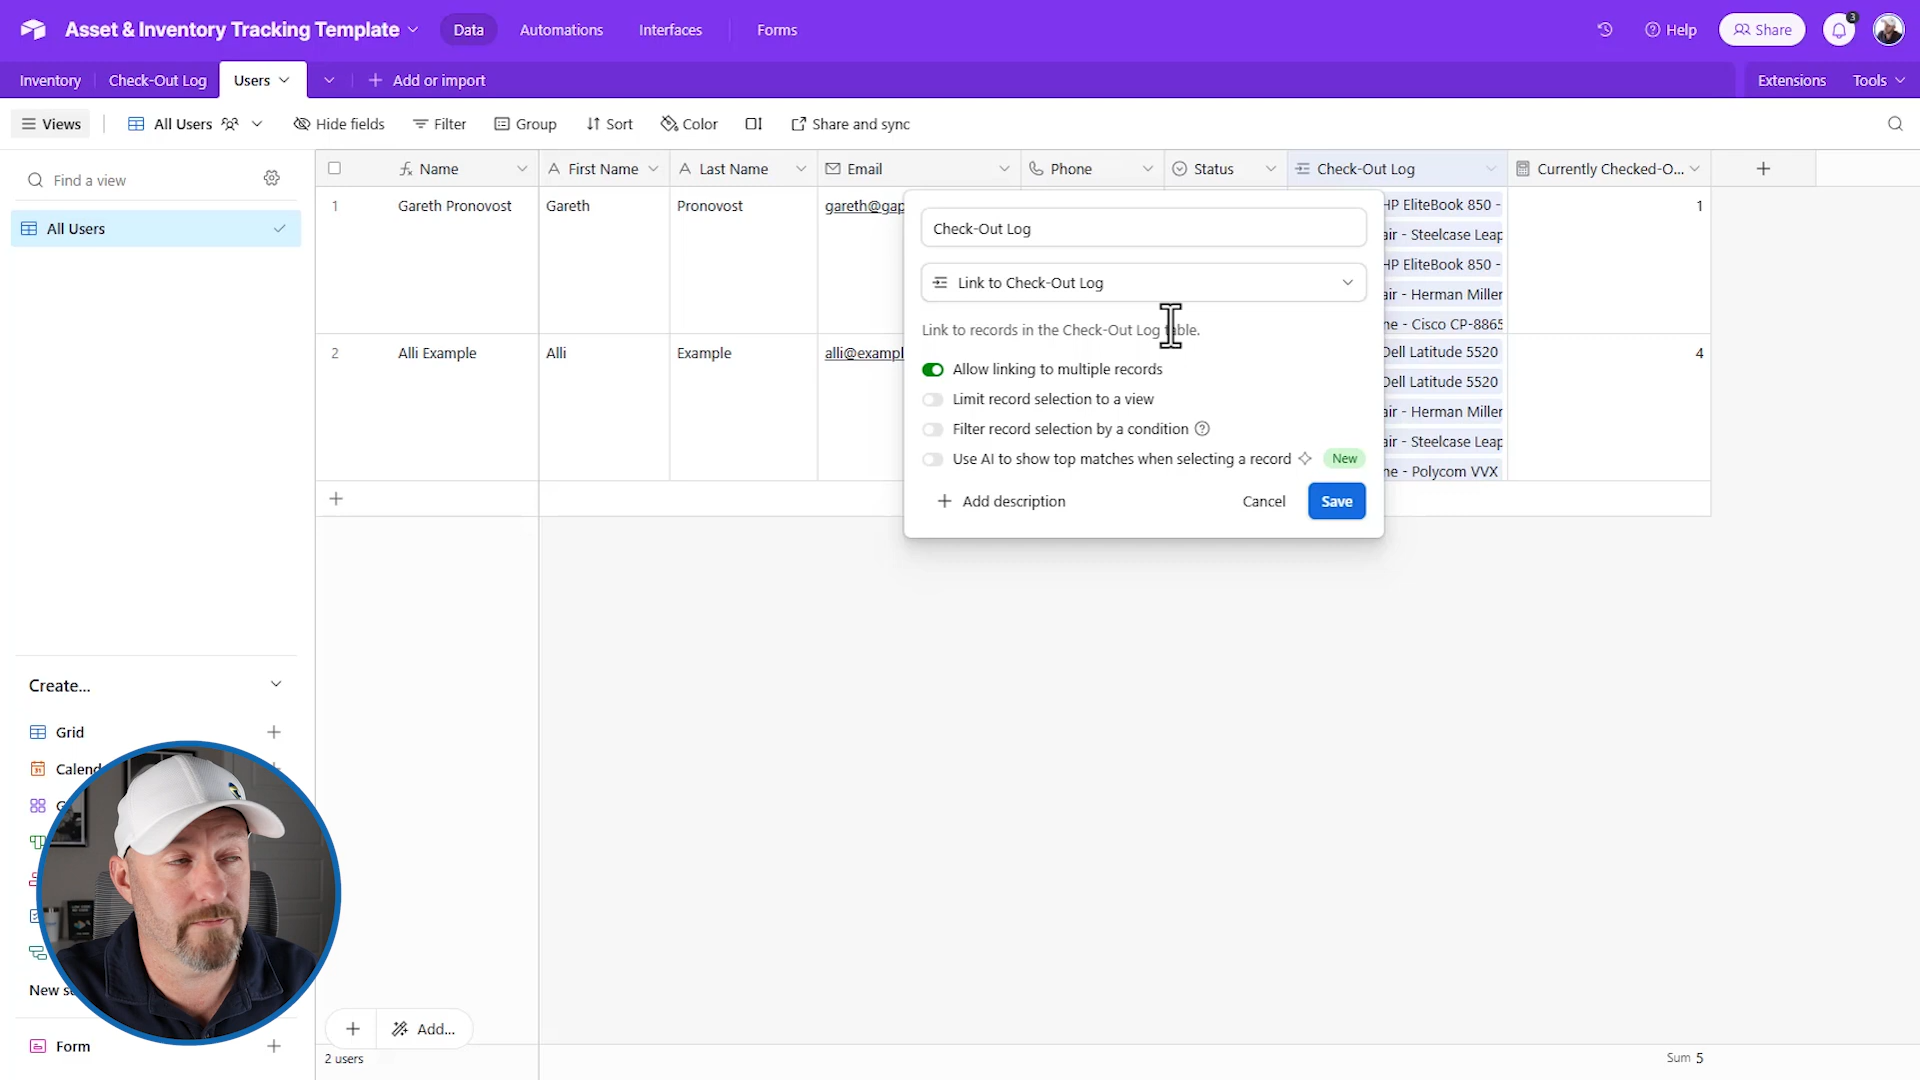 Asset & Inventory Tracking Template
Data
Automations
Interfaces
Forms
Help
Share
3
Inventory
Check-Out Log
Users
Add or import
Extensions
Tools
Views
All Users
Hide fields
Filter
Group
Sort
Color
Share and sync
Find a view
All Users
Name
First Name
Last Name
Email
Phone
Status
Check-Out Log
Currently Checked-O...
1
Gareth Pronovost
Gareth
Pronovost
gareth@gap
HP EliteBook 850 -
air - Steelcase Leap
HP EliteBook 850 -
air - Herman Miller
ne - Cisco CP-8865
1
2
Alli Example
Alli
Example
alli@exampl
Dell Latitude 5520
Dell Latitude 5520
air - Herman Miller
air - Steelcase Leap
ne - Polycom VVX
4
Check-Out Log
Link to Check-Out Log
Link to records in the Check-Out Log table.
Allow linking to multiple records
Limit record selection to a view
Filter record selection by a condition
Use AI to show top matches when selecting a record
New
Add description
Cancel
Save
Create...
Grid
Calend
G
New s
Form
Add...
2 users
Sum 5